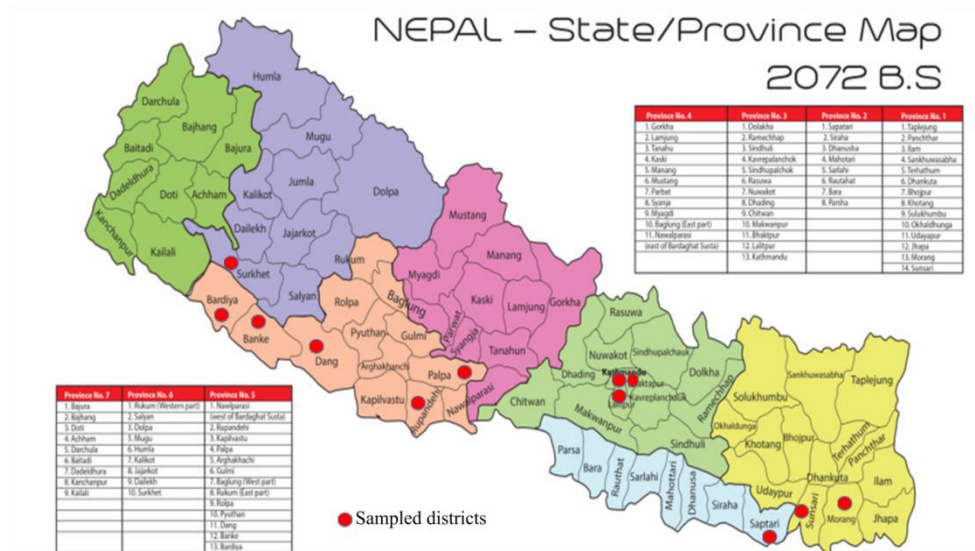 NEPAL – State/Province Map
2072 B.S
Province No. 4 Province No. 3 Province No. 2 Province No. 1
1. Gorkha 1. Dolakha 1. Sapatari 1. Taplejung
2. Lamjung 2. Ramechhap 2. Siraha 2. Panchthar
3. Tanahu 3. Sindhuli 3. Dhanusha 3. Ilam
4. Kaski 4. Kavrepalanchok 4. Mahotari 4. Sankhuwasabha
5. Manang 5. Sindhupalchok 5. Sarlahi 5. Terhathum
6. Mustang 6. Rasuwa 6. Rautahat 6. Dhankuta
7. Parbat 7. Nuwakot 7. Bara 7. Bhojpur
8. Syanja 8. Dhading 8. Parsha 8. Khotang
9. Myagdi 9. Chitwan 9. Sulukhumbu
10. Baglung (East part) 10. Makwanpur 10. Okhaldhunga
11. Nawalparasi 11. Bhaktpur 11. Udayapur
(east of Bardaghat Susta) 12. Lalitpur 12. Jhapa
13. Kathmandu 13. Morang
14. Sunsari
Humla
Darchula
Bajhang
Mugu
Baitadi
Bajura
Jumla
Dadeldhura
Doti
Achham
Kalikot
Dolpa
Kanchanpur
Kailali
Dailekh
Jajarkot
Mustang
Surkhet
Rukum
Manang
Myagdi
Bardiya
Salyan
Rolpa
Baglung
Kaski
Lamjung
Gorkha
Banke
Pyuthan
Gulmi
Parwat
Syangja
Dang
Arghakhanchi
Palpa
Tanahun
Kapilvastu
Rupandehi
Nawalparasi
Rasuwa
Nuwakot
Sindhupalchauk
Dhading
Kathmandu
Dolkha
Chitwan
Kavreplanchauk
Ramechhap
Makwanpur
Sindhuli
Solukhumbu
Sankhuwasabha
Taplejung
Okhaldunga
Khotang
Bhojpur
Terhathum
Panchthar
Dhankuta
Ilam
Udaypur
Sunsari
Morang
Jhapa
Parsa
Bara
Rauthat
Sarlahi
Mahottari
Dhanusa
Siraha
Saptari
Province No. 7 Province No. 6 Province No. 5
1. Bajura 1. Rukum (Western part) 1. Nawlparasi
2. Bajhang 2. Salyan (west of Bardaghat Susta)
3. Doti 3. Dolpa 2. Rupandehi
4. Achham 5. Mugu 3. Kapilvastu
5. Darchula 6. Humla 4. Palpa
6. Baitadi 7. Kalikot 5. Arghakhachi
7. Dadeldhura 8. Jajarkot 6. Gulmi
8. Kanchanpur 9. Dailekh 7. Baglung (West part)
9. Kailali 10. Surkhet 8. Rukum (East part)
9. Rolpa
10. Pyuthan
11. Dang
12. Banke
13. Bardiya
Sampled districts